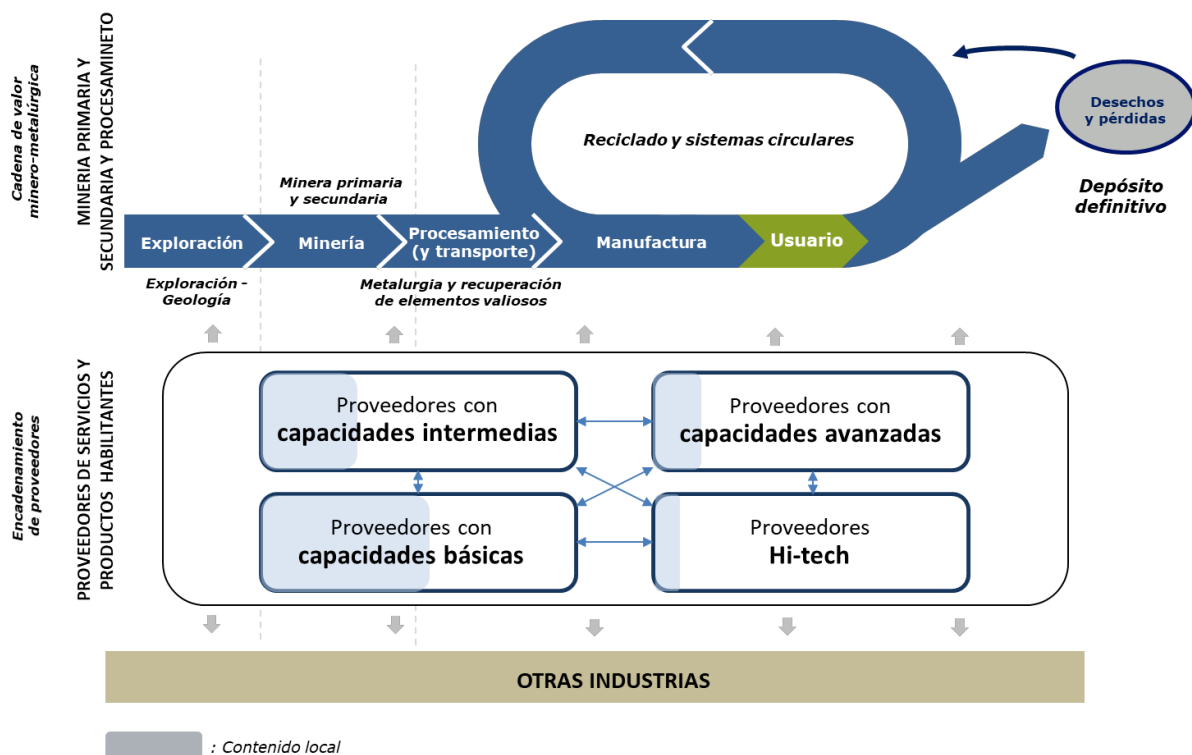 Cadena de valor
minero-metalúrgica
MINERIA PRIMARIA Y
SECUNDARIA Y PROCESAMINETO
Reciclado y sistemas circulares
Desechos
y pérdidas
Depósito
definitivo
Minera primaria
y secundaria
Exploración
Minería
Procesamiento
(y transporte)
Manufactura
Usuario
Exploración -
Geología
Metalurgia y recuperación
de elementos valiosos
Encadenamiento
de proveedores
PROVEEDORES DE SERVICIOS Y
PRODUCTOS HABILITANTES
Proveedores con
capacidades intermedias
Proveedores con
capacidades avanzadas
Proveedores con
capacidades básicas
Proveedores
Hi-tech
OTRAS INDUSTRIAS
: Contenido local